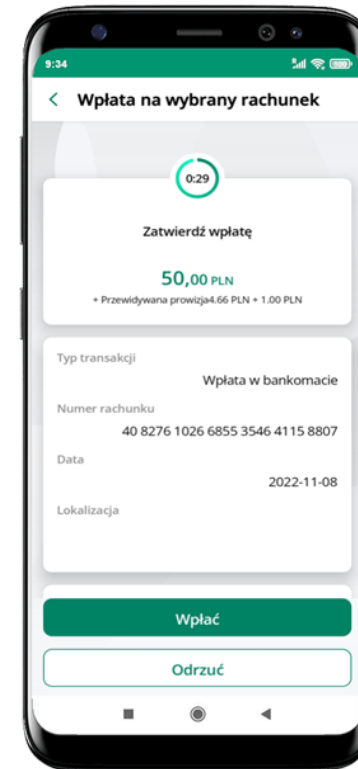 9:34
Wpłata na wybrany rachunek
0:29
Zatwierdź wpłatę
50,00 PLN
+ Przewidywana prowizja4.66 PLN + 1.00 PLN
Typ transakcji
Wpłata w bankomacie
Numer rachunku
40 8276 1026 6855 3546 4115 8807
Data
2022-11-08
Lokalizacja
Wpłać
Odrzuć